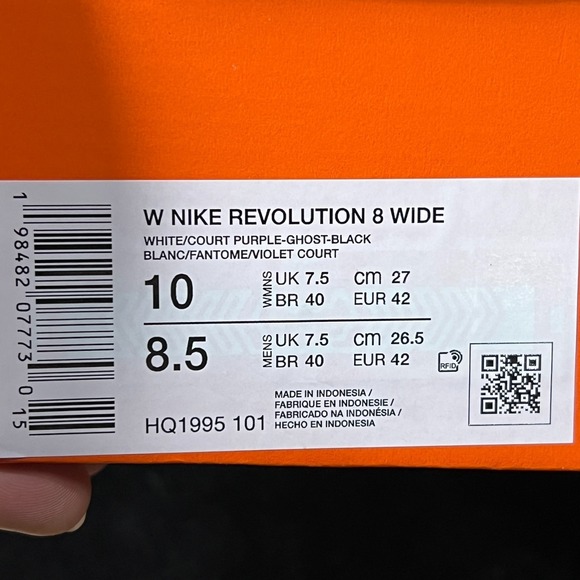 W NIKE REVOLUTION 8 WIDE
WHITE/COURT PURPLE-GHOST-BLACK
BLANC/FANTOME/VIOLET COURT
10 WMNS UK 7.5 cm 27
BR 40 EUR 42
8.5 MENS UK 7.5 cm 26.5
BR 40 EUR 42
RFID
MADE IN INDONESIA /
FABRIQUE EN INDONESIE /
FABRICADO NA INDONÉSIA /
HECHO EN INDONESIA
HQ1995 101
1 98482 07773 0 15